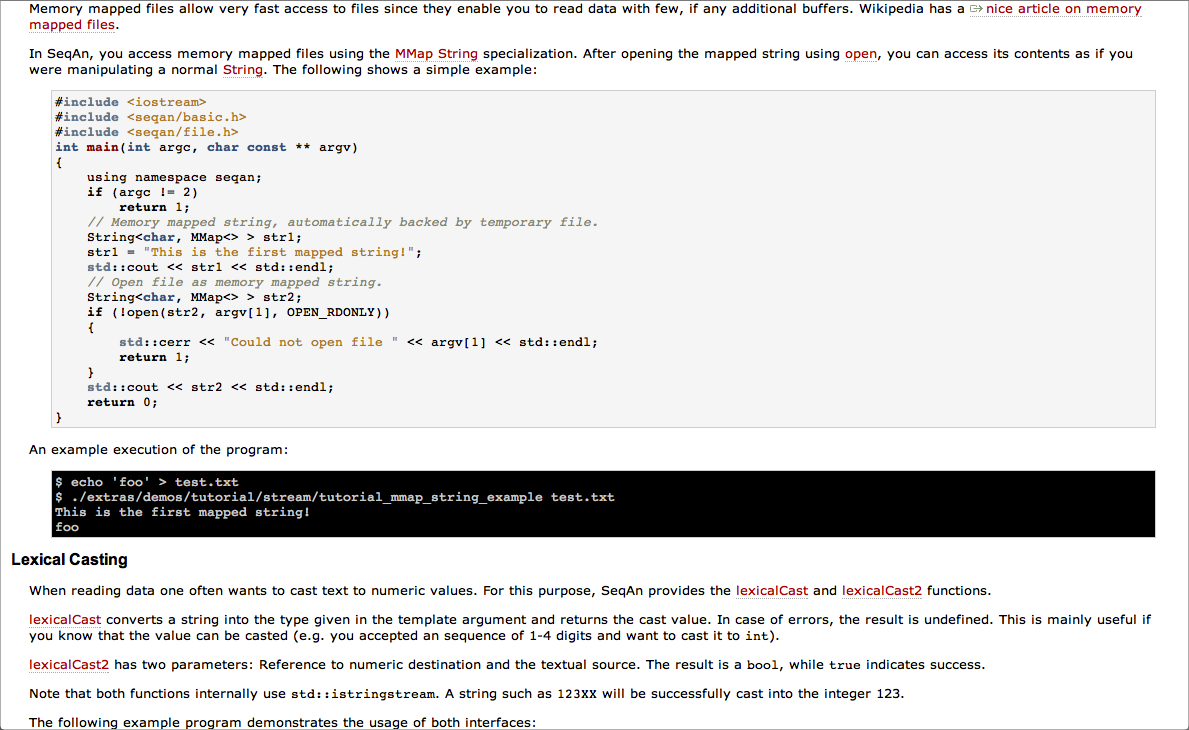 Memory mapped files allow very fast access to files since they enable you to read data with few, if any additional buffers. Wikipedia has a nice article on memory
mapped files.
In SeqAn, you access memory mapped files using the MMap String specialization. After opening the mapped string using open, you can access its contents as if you
were manipulating a normal String. The following shows a simple example:
#include <iostream>
#include <seqan/basic.h>
#include <seqan/file.h>
int main(int argc, char const ** argv)
{
    using namespace seqan;
    if (argc != 2)
        return 1;
    // Memory mapped string, automatically backed by temporary file.
    String<char, MMap<> > str1;
    str1 = "This is the first mapped string!";
    std::cout << str1 << std::endl;
    // Open file as memory mapped string.
    String<char, MMap<> > str2;
    if (!open(str2, argv[1], OPEN_RDONLY))
    {
        std::cerr << "Could not open file " << argv[1] << std::endl;
        return 1;
    }
    std::cout << str2 << std::endl;
    return 0;
}
An example execution of the program:
$ echo 'foo' > test.txt
$ ./extras/demos/tutorial/stream/tutorial_mmap_string_example test.txt
This is the first mapped string!
foo
Lexical Casting
When reading data one often wants to cast text to numeric values. For this purpose, SeqAn provides the lexicalCast and lexicalCast2 functions.
lexicalCast converts a string into the type given in the template argument and returns the cast value. In case of errors, the result is undefined. This is mainly useful if
you know that the value can be casted (e.g. you accepted an sequence of 1-4 digits and want to cast it to int).
lexicalCast2 has two parameters: Reference to numeric destination and the textual source. The result is a bool, while true indicates success.
Note that both functions internally use std::istringstream. A string such as 123XX will be successfully cast into the integer 123.
The following example program demonstrates the usage of both interfaces: